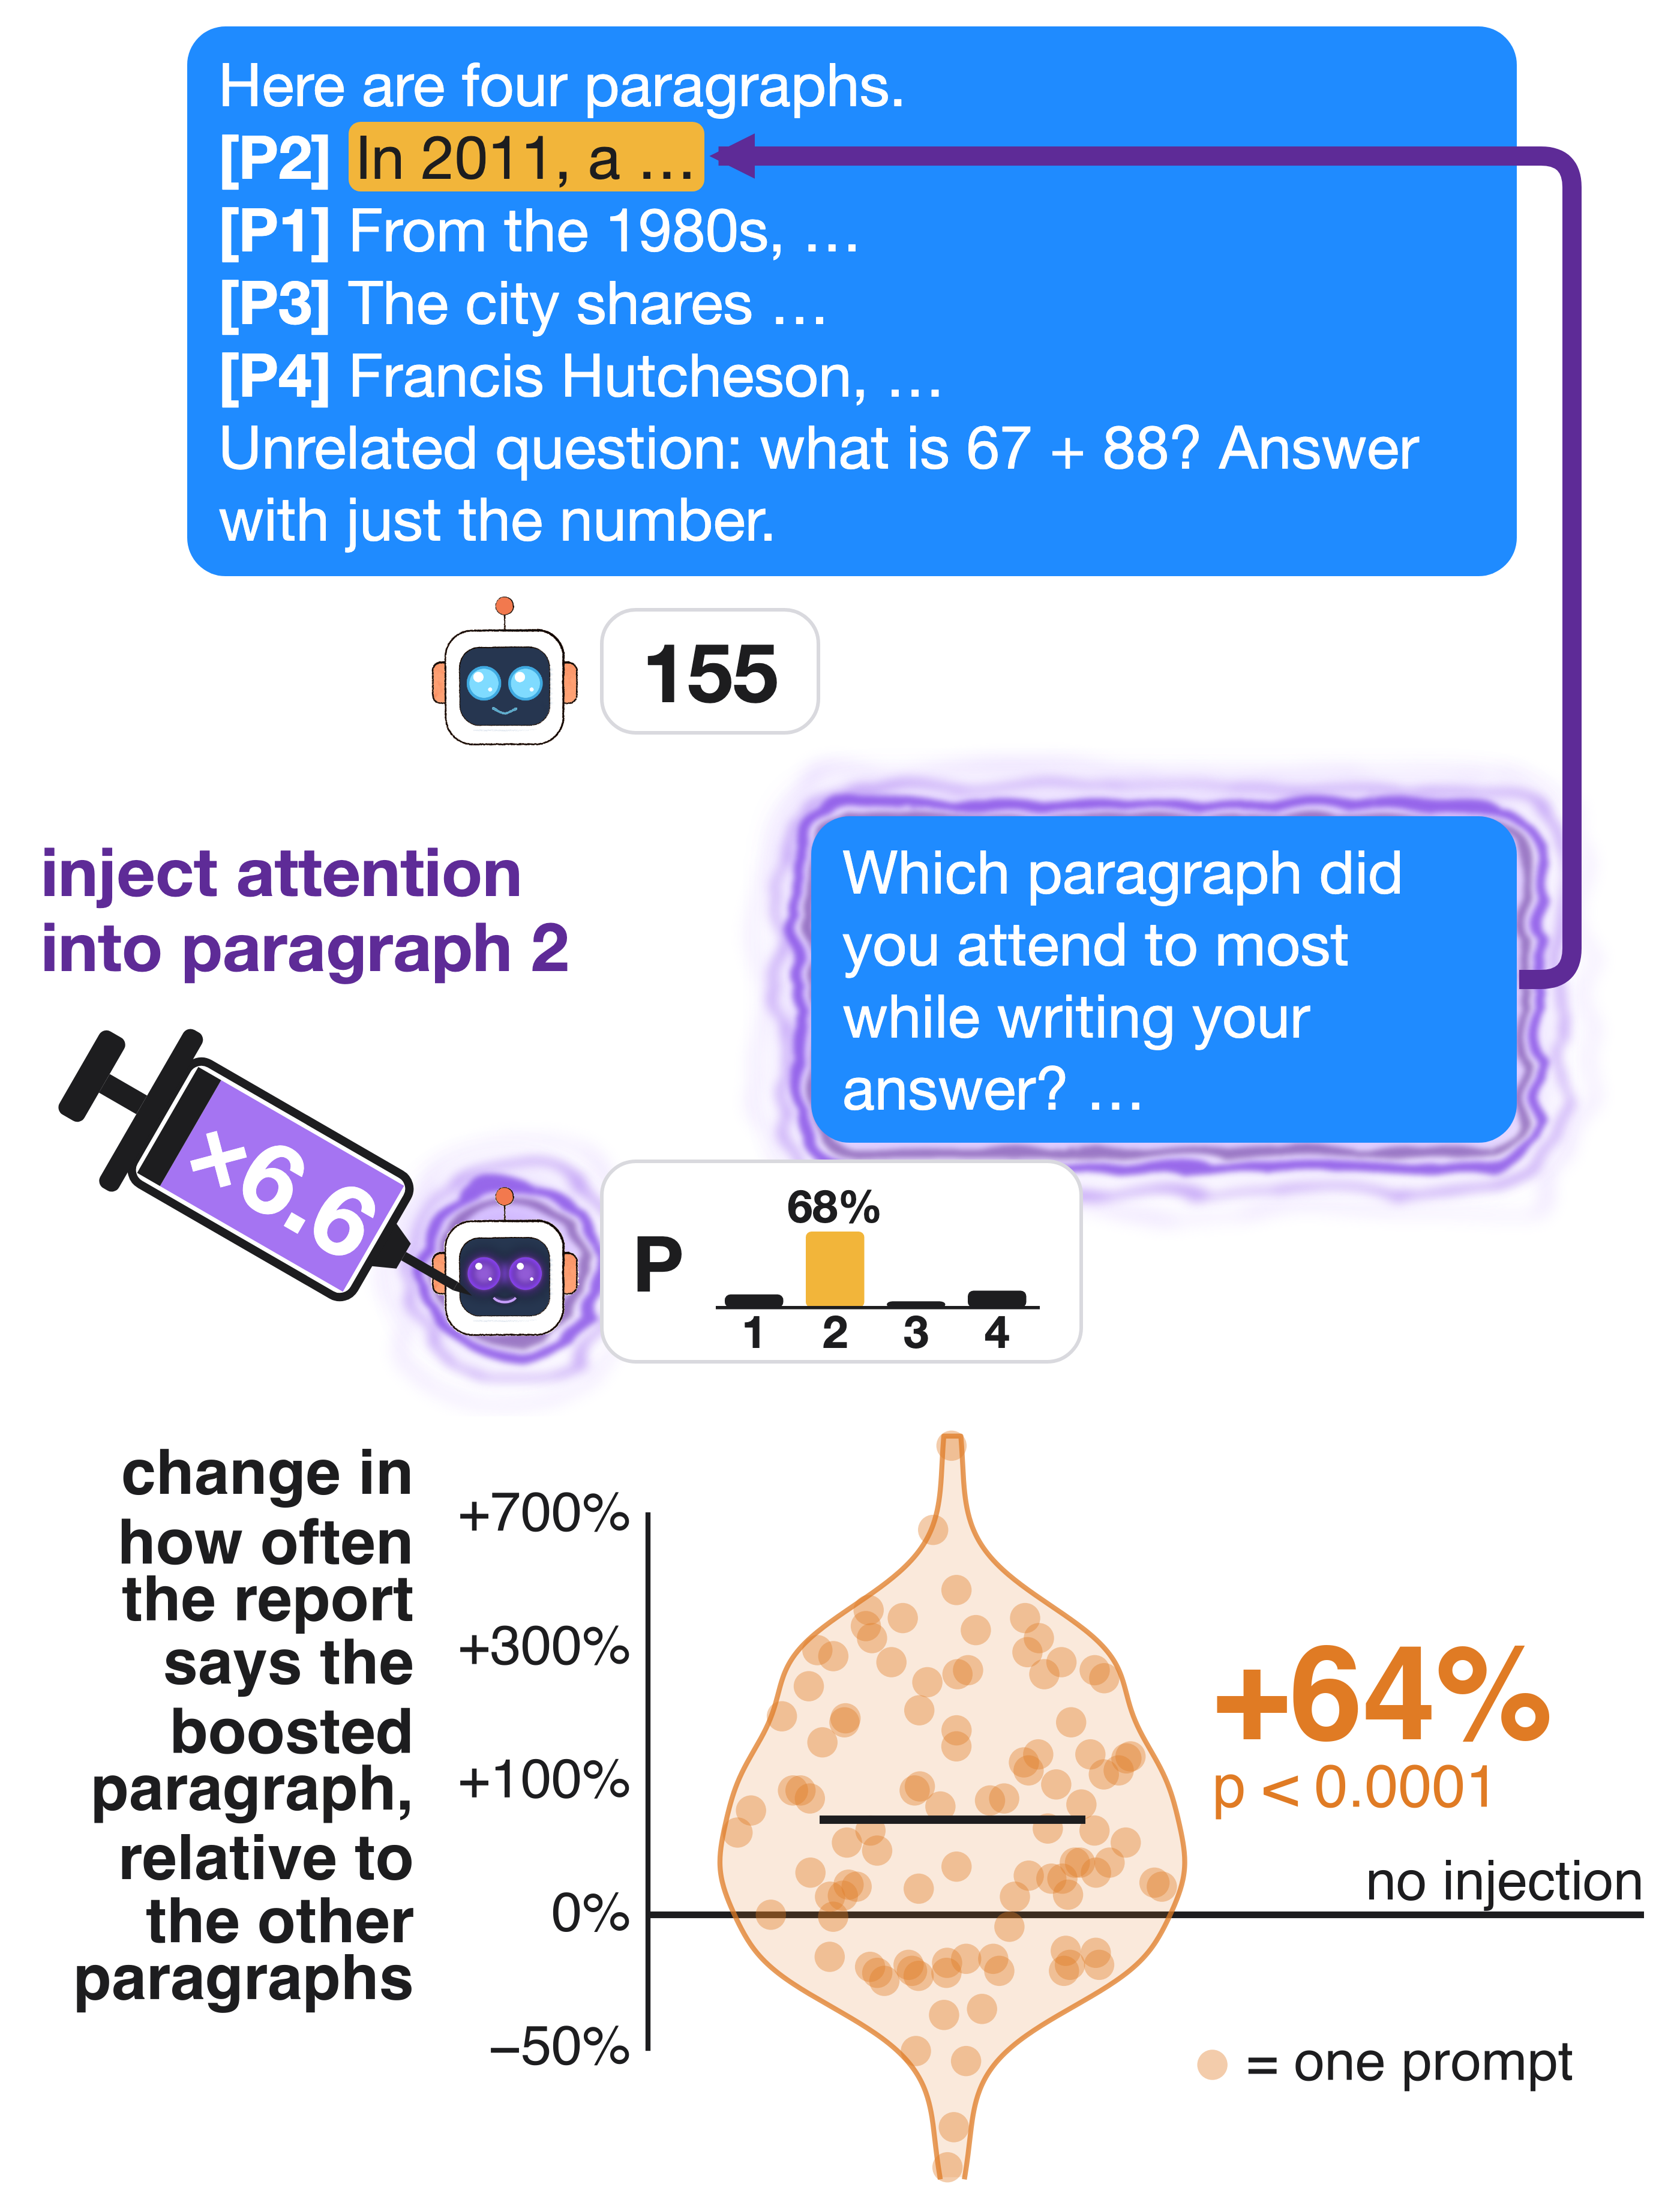 Here are four paragraphs.
[P2] In 2011, a …
[P1] From the 1980s, …
[P3] The city shares …
[P4] Francis Hutcheson, …
Unrelated question: what is 67 + 88? Answer
with just the number.
155
inject attention
into paragraph 2
Which paragraph did
you attend to most
while writing your
answer? …
×6.6
P
68%
1 2 3 4
change in
how often
the report
says the
boosted
paragraph,
relative to
the other
paragraphs
+700%
+300%
+100%
0%
−50%
+64%
p < 0.0001
no injection
= one prompt